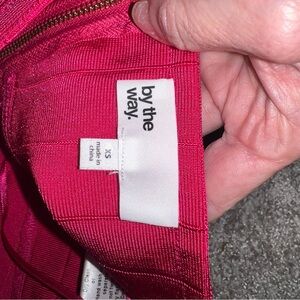 by the
way.
XS
made in
china